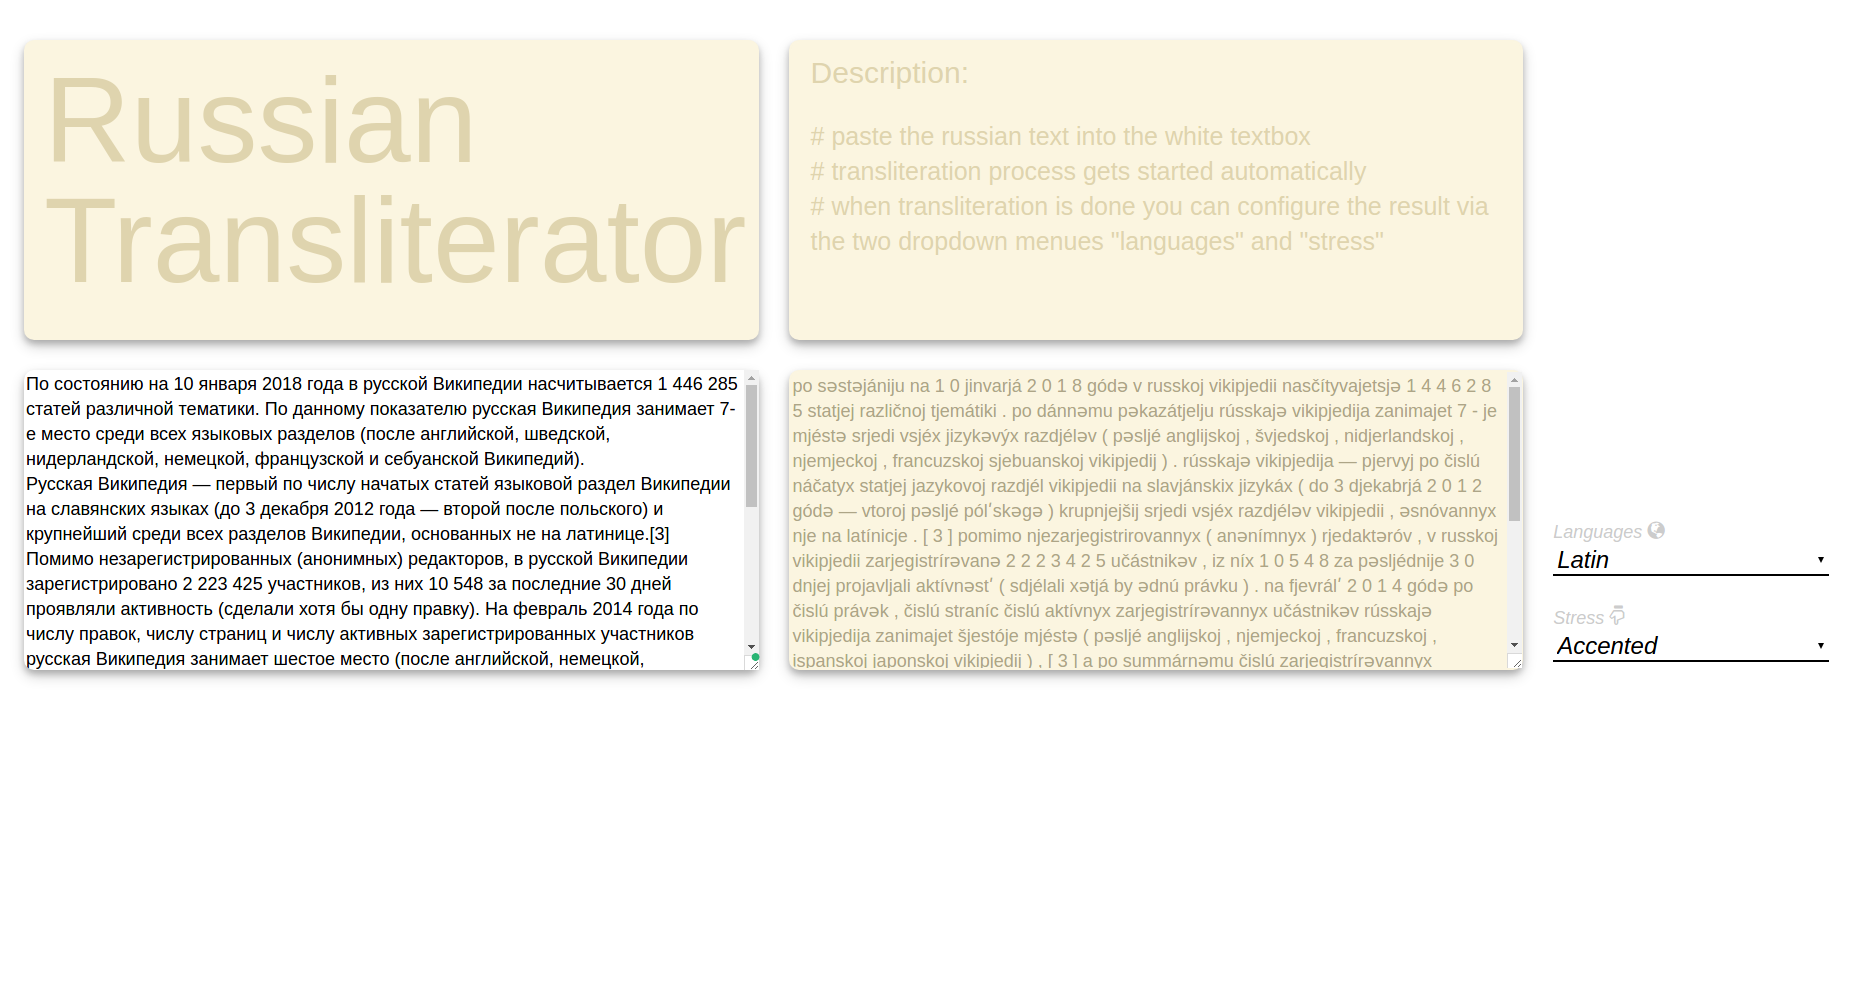 Russian
Transliterator
Description:
# paste the russian text into the white textbox
# transliteration process gets started automatically
# when transliteration is done you can configure the result via
the two dropdown menues "languages" and "stress"
По состоянию на 10 января 2018 года в русской Википедии насчитывается 1 446 285
статей различной тематики. По данному показателю русская Википедия занимает 7-
е место среди всех языковых разделов (после английской, шведской,
нидерландской, немецкой, французской и себуанской Википедий).
Русская Википедия — первый по числу начатых статей языковой раздел Википедии
на славянских языках (до 3 декабря 2012 года — второй после польского) и
крупнейший среди всех разделов Википедии, основанных не на латинице.[3]
Помимо незарегистрированных (анонимных) редакторов, в русской Википедии
зарегистрировано 2 223 425 участников, из них 10 548 за последние 30 дней
проявляли активность (сделали хотя бы одну правку). На февраль 2014 года по
числу правок, числу страниц и числу активных зарегистрированных участников
русская Википедия занимает шестое место (после английской, немецкой,
po səstəjániju na 1 0 jinvarjá 2 0 1 8 gódə v russkoj vikipjedii nasčítyvajetsjə 1 4 4 6 2 8
5 statjej različnoj tjemátiki . po dánnəmu pəkazátjelju rússkajə vikipjedija zanimajet 7 - je
mjéstə srjedi vsjéx jizykəvýx razdjéləv ( pəsljé anglijskoj , švjedskoj , nidjerlandskoj ,
njemjeckoj , francuzskoj sjebuanskoj vikipjedij ) . rússkajə vikipjedija — pjervyj po čislú
náčatyx statjej jazykovoj razdjél vikipjedii na slavjánskix jizykáx ( do 3 djekabrjá 2 0 1 2
gódə — vtoroj pəsljé pólʹskəgə ) krupnjejšij srjedi vsjéx razdjéləv vikipjedii , əsnóvannyx
nje na latínicje . [ 3 ] pomimo njezarjegistrirovannyx ( anənímnyx ) rjedaktəróv , v russkoj
vikipjedii zarjegistrírəvanə 2 2 2 3 4 2 5 učástnikəv , iz níx 1 0 5 4 8 za pəsljédnije 3 0
dnjej projavljali aktívnəstʹ ( sdjélali xətjá by ədnú právku ) . na fjevrálʹ 2 0 1 4 gódə po
čislú právək , čislú straníc čislú aktívnyx zarjegistrírəvannyx učástnikəv rússkajə
vikipjedija zanimajet šjestóje mjéstə ( pəsljé anglijskoj , njemjeckoj , francuzskoj ,
ispanskoj japonskoj vikipjedij ) , [ 3 ] a po summárnəmu čislú zarjegistrírəvannyx
Languages
Latin
Stress
Accented